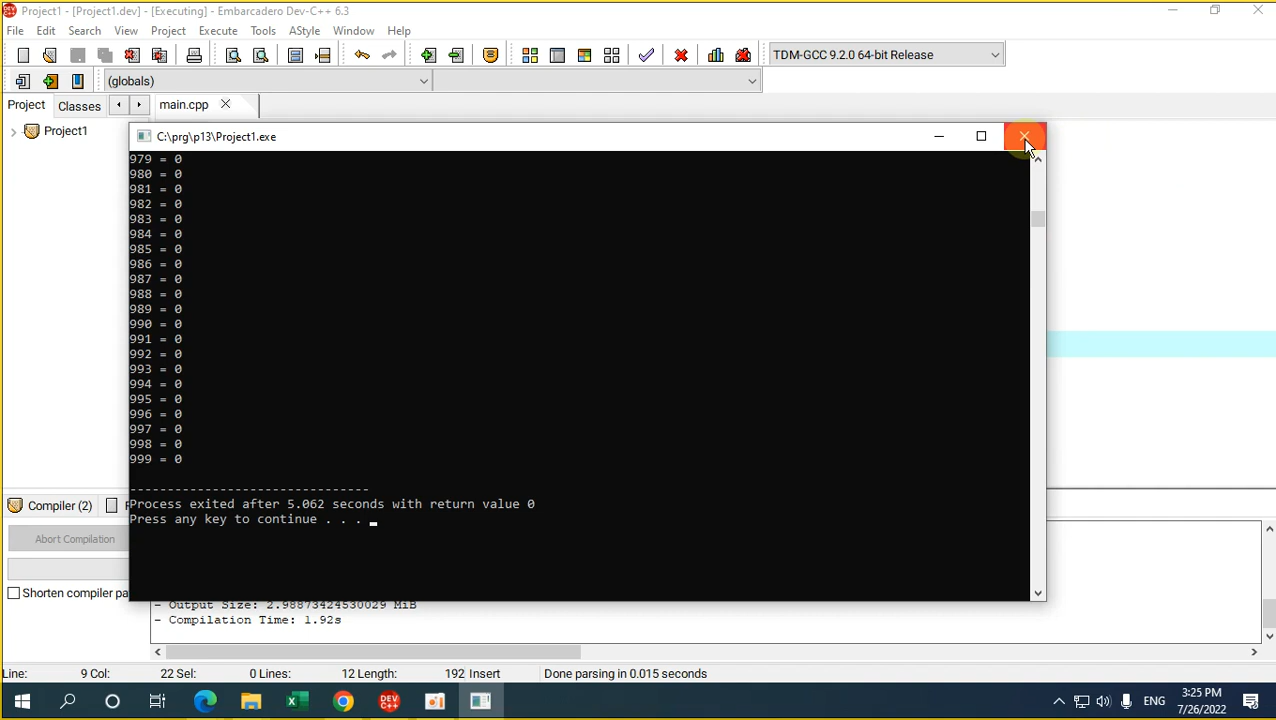 Project1 - [Project1.dev] - [Executing] - Embarcadero Dev-C++ 6.3
File Edit Search View Project Execute Tools AStyle Window Help
TDM-GCC 9.2.0 64-bit Release
(globals)
Project Classes main.cpp
Project1
C:\prg\p13\Project1.exe
979 = 0
980 = 0
981 = 0
982 = 0
983 = 0
984 = 0
985 = 0
986 = 0
987 = 0
988 = 0
989 = 0
990 = 0
991 = 0
992 = 0
993 = 0
994 = 0
995 = 0
996 = 0
997 = 0
998 = 0
999 = 0
--------------------------------
Process exited after 5.062 seconds with return value 0
Press any key to continue . . .
Compiler (2)
Abort Compilation
Shorten compiler pa
- Output Size: 2.98873424530029 MiB
- Compilation Time: 1.92s
Line: 9 Col: 22 Sel: 0 Lines: 12 Length: 192 Insert Done parsing in 0.015 seconds
DEV C++
ENG
3:25 PM
7/26/2022